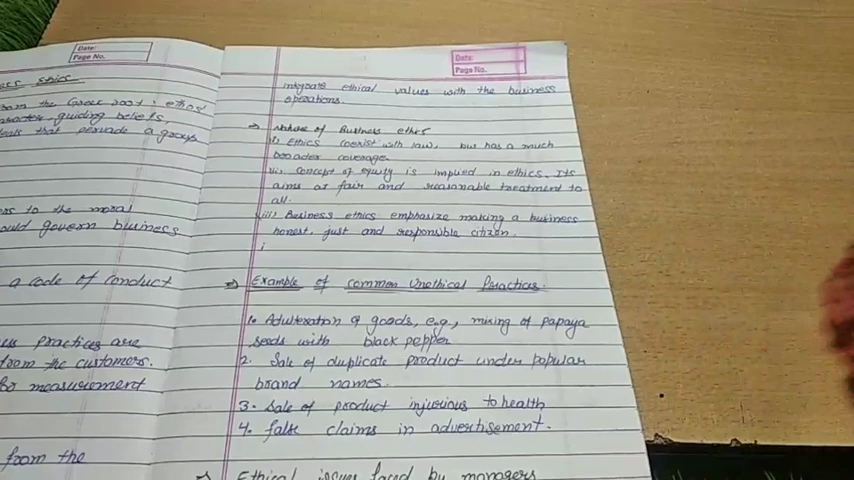 Date:
Page No.
from the Greek root ; ethos
character guiding beliefs,
ideals that pervade a group
to the moral
should govern business
a code of conduct
practices are
from the customers.
for measurement
from the
Date:
Page No.
integrate ethical values with the business
operations.
→ Nature of Business ethics
i) Ethics coexist with law, but has a much
broader coverage
ii) concept of equity is implied in ethics. Its
aims at fair and reasonable treatment to
all.
iii) Business ethics emphasize making a business
honest, just and responsible citizen.
→ Example of common Unethical Practices.
1. Adulteration of goods, e.g., mixing of papaya
seeds with black pepper
2. Sale of duplicate product under popular
brand names.
3. Sale of product injurious to health
4. false claims in advertisement.
→ Ethical issues faced by managers